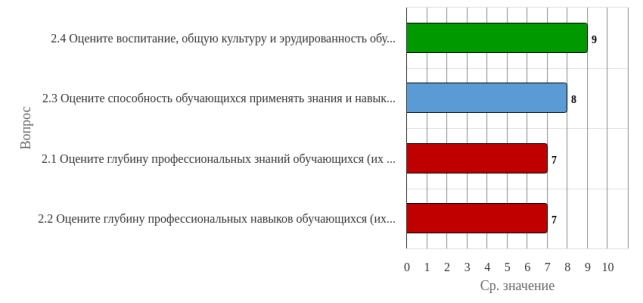 2.4 Оцените воспитание, общую культуру и эрудированность обу...
9
2.3 Оцените способность обучающихся применять знания и навык...
8
2.1 Оцените глубину профессиональных знаний обучающихся (их ...
7
2.2 Оцените глубину профессиональных навыков обучающихся (их...
7
Вопрос
0 1 2 3 4 5 6 7 8 9 10
Ср. значение